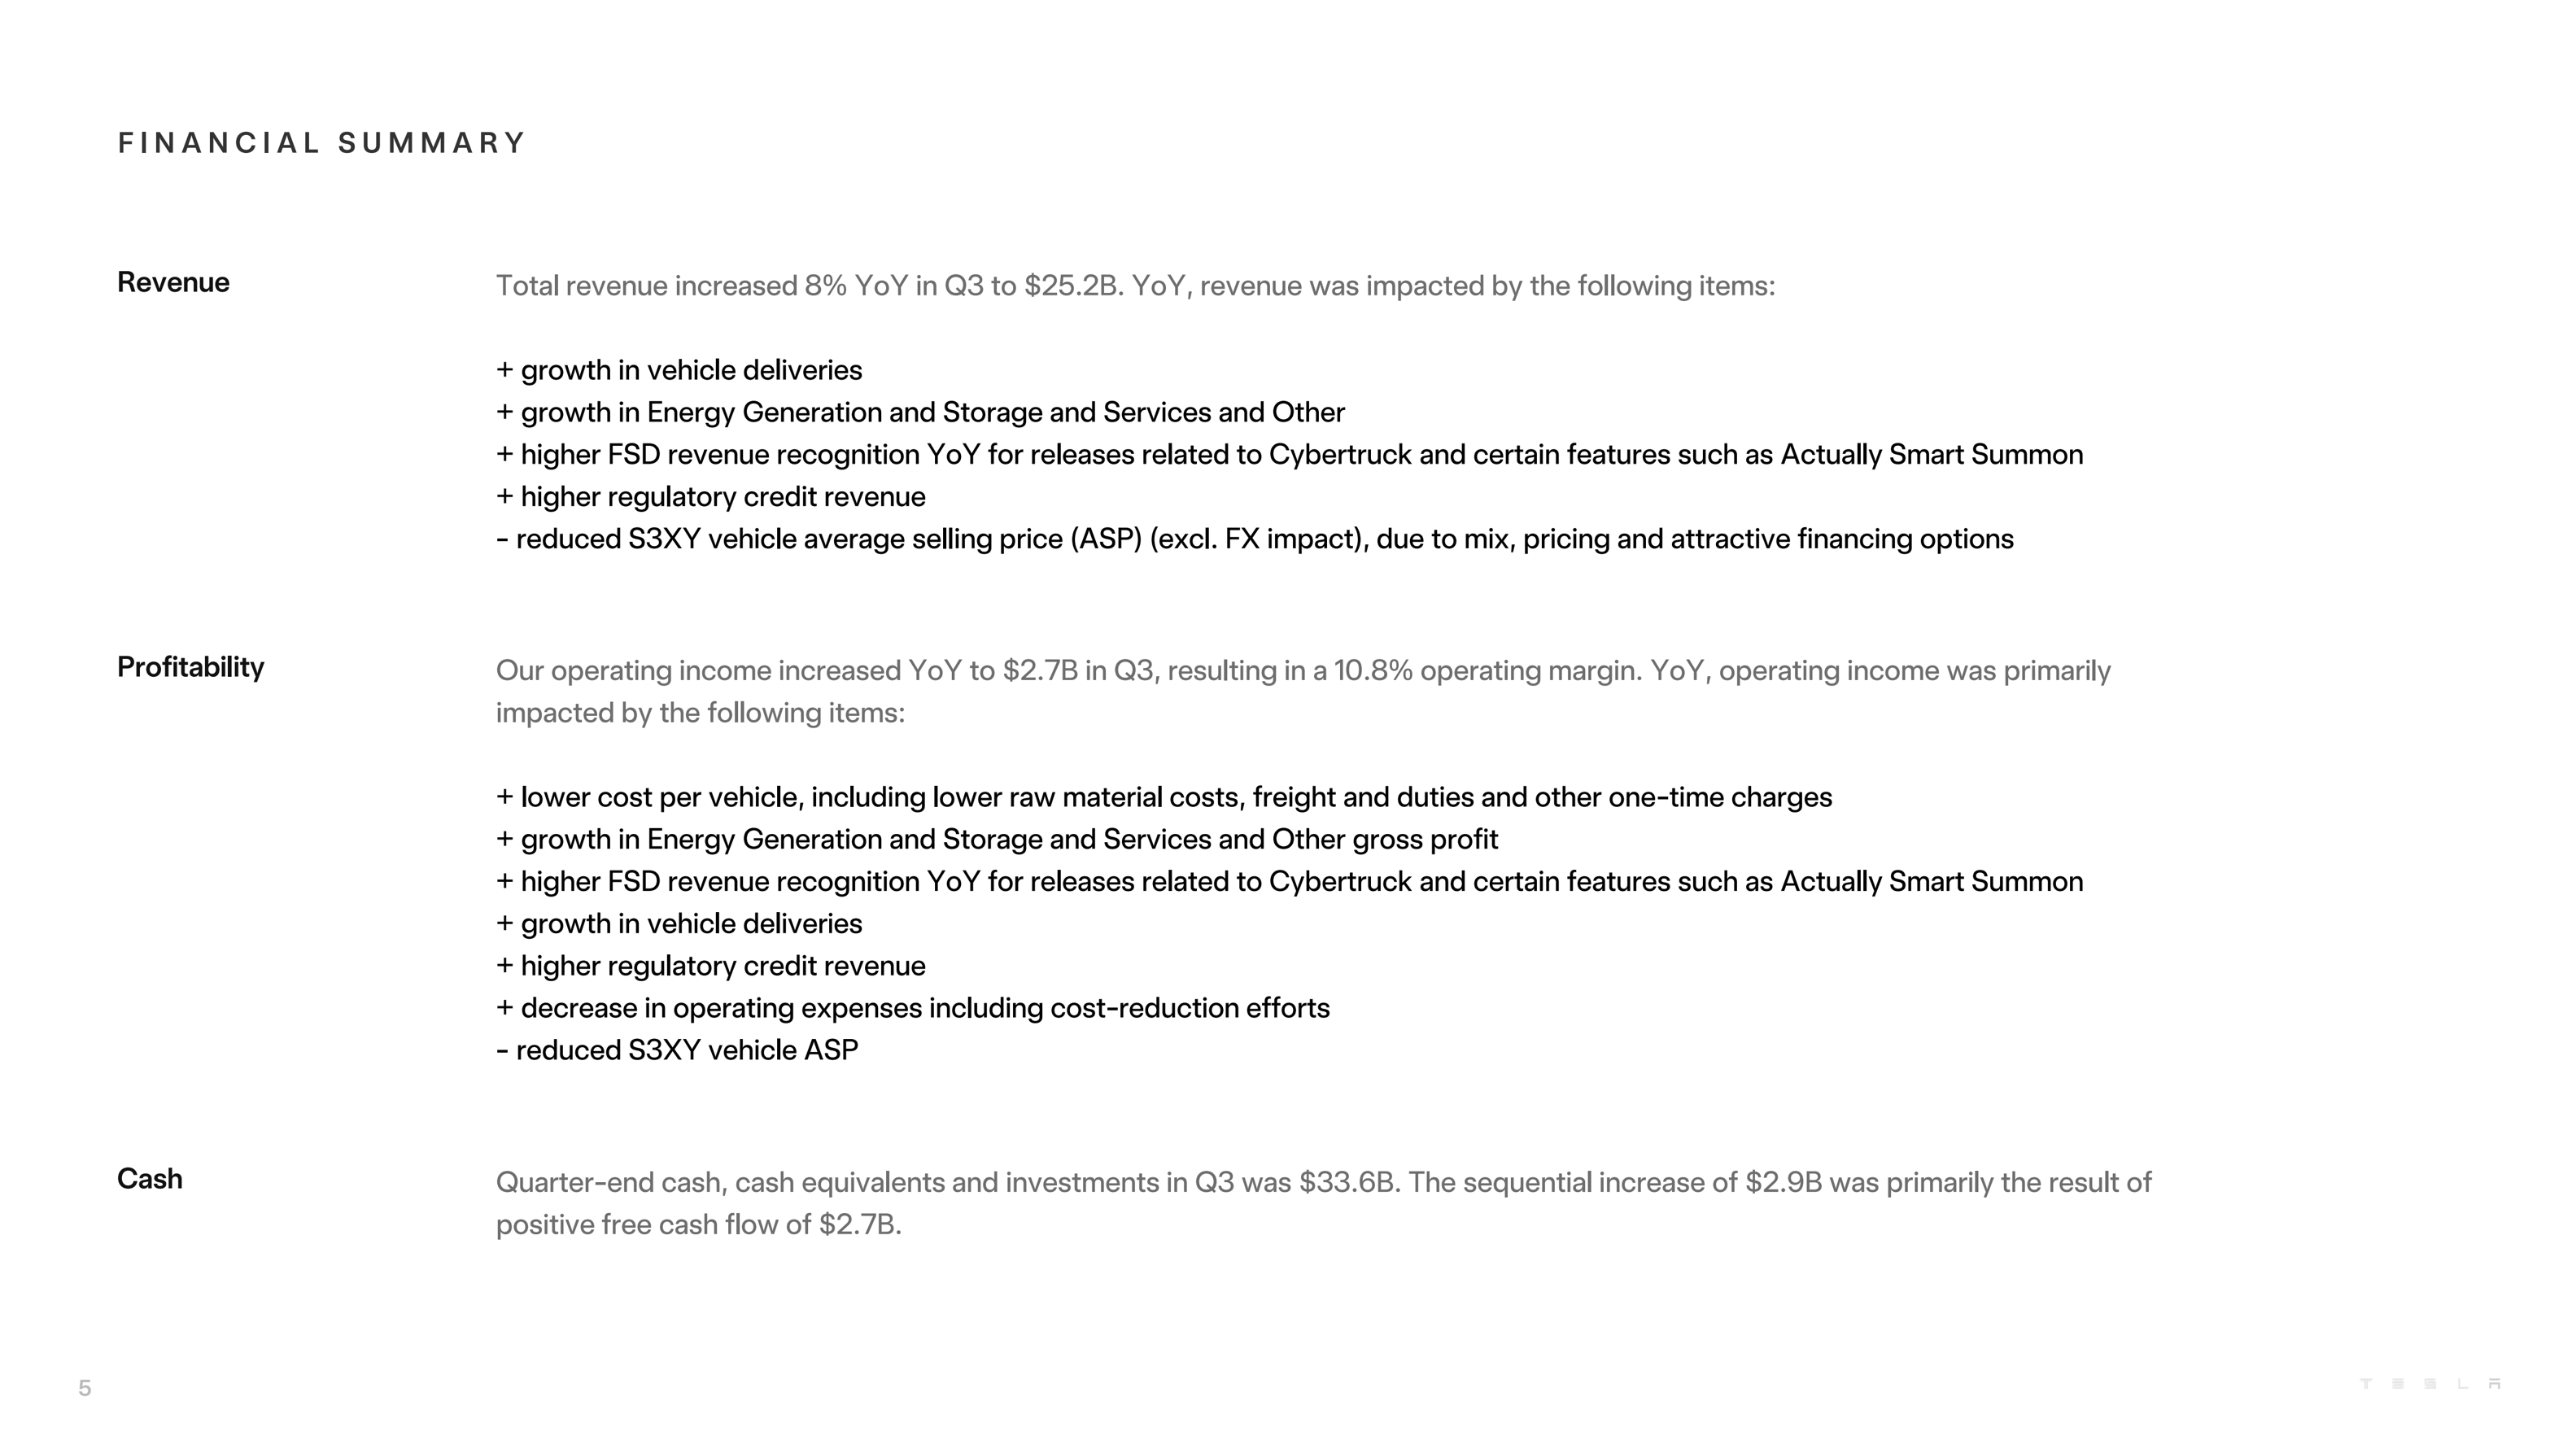 FINANCIAL SUMMARY
Revenue
Total revenue increased 8% YoY in Q3 to $25.2B. YoY, revenue was impacted by the following items:
+ growth in vehicle deliveries
+ growth in Energy Generation and Storage and Services and Other
+ higher FSD revenue recognition YoY for releases related to Cybertruck and certain features such as Actually Smart Summon
+ higher regulatory credit revenue
- reduced S3XY vehicle average selling price (ASP) (excl. FX impact), due to mix, pricing and attractive financing options
Profitability
Our operating income increased YoY to $2.7B in Q3, resulting in a 10.8% operating margin. YoY, operating income was primarily
impacted by the following items:
+ lower cost per vehicle, including lower raw material costs, freight and duties and other one-time charges
+ growth in Energy Generation and Storage and Services and Other gross profit
+ higher FSD revenue recognition YoY for releases related to Cybertruck and certain features such as Actually Smart Summon
+ growth in vehicle deliveries
+ higher regulatory credit revenue
+ decrease in operating expenses including cost-reduction efforts
- reduced S3XY vehicle ASP
Cash
Quarter-end cash, cash equivalents and investments in Q3 was $33.6B. The sequential increase of $2.9B was primarily the result of
positive free cash flow of $2.7B.
5
TESLA